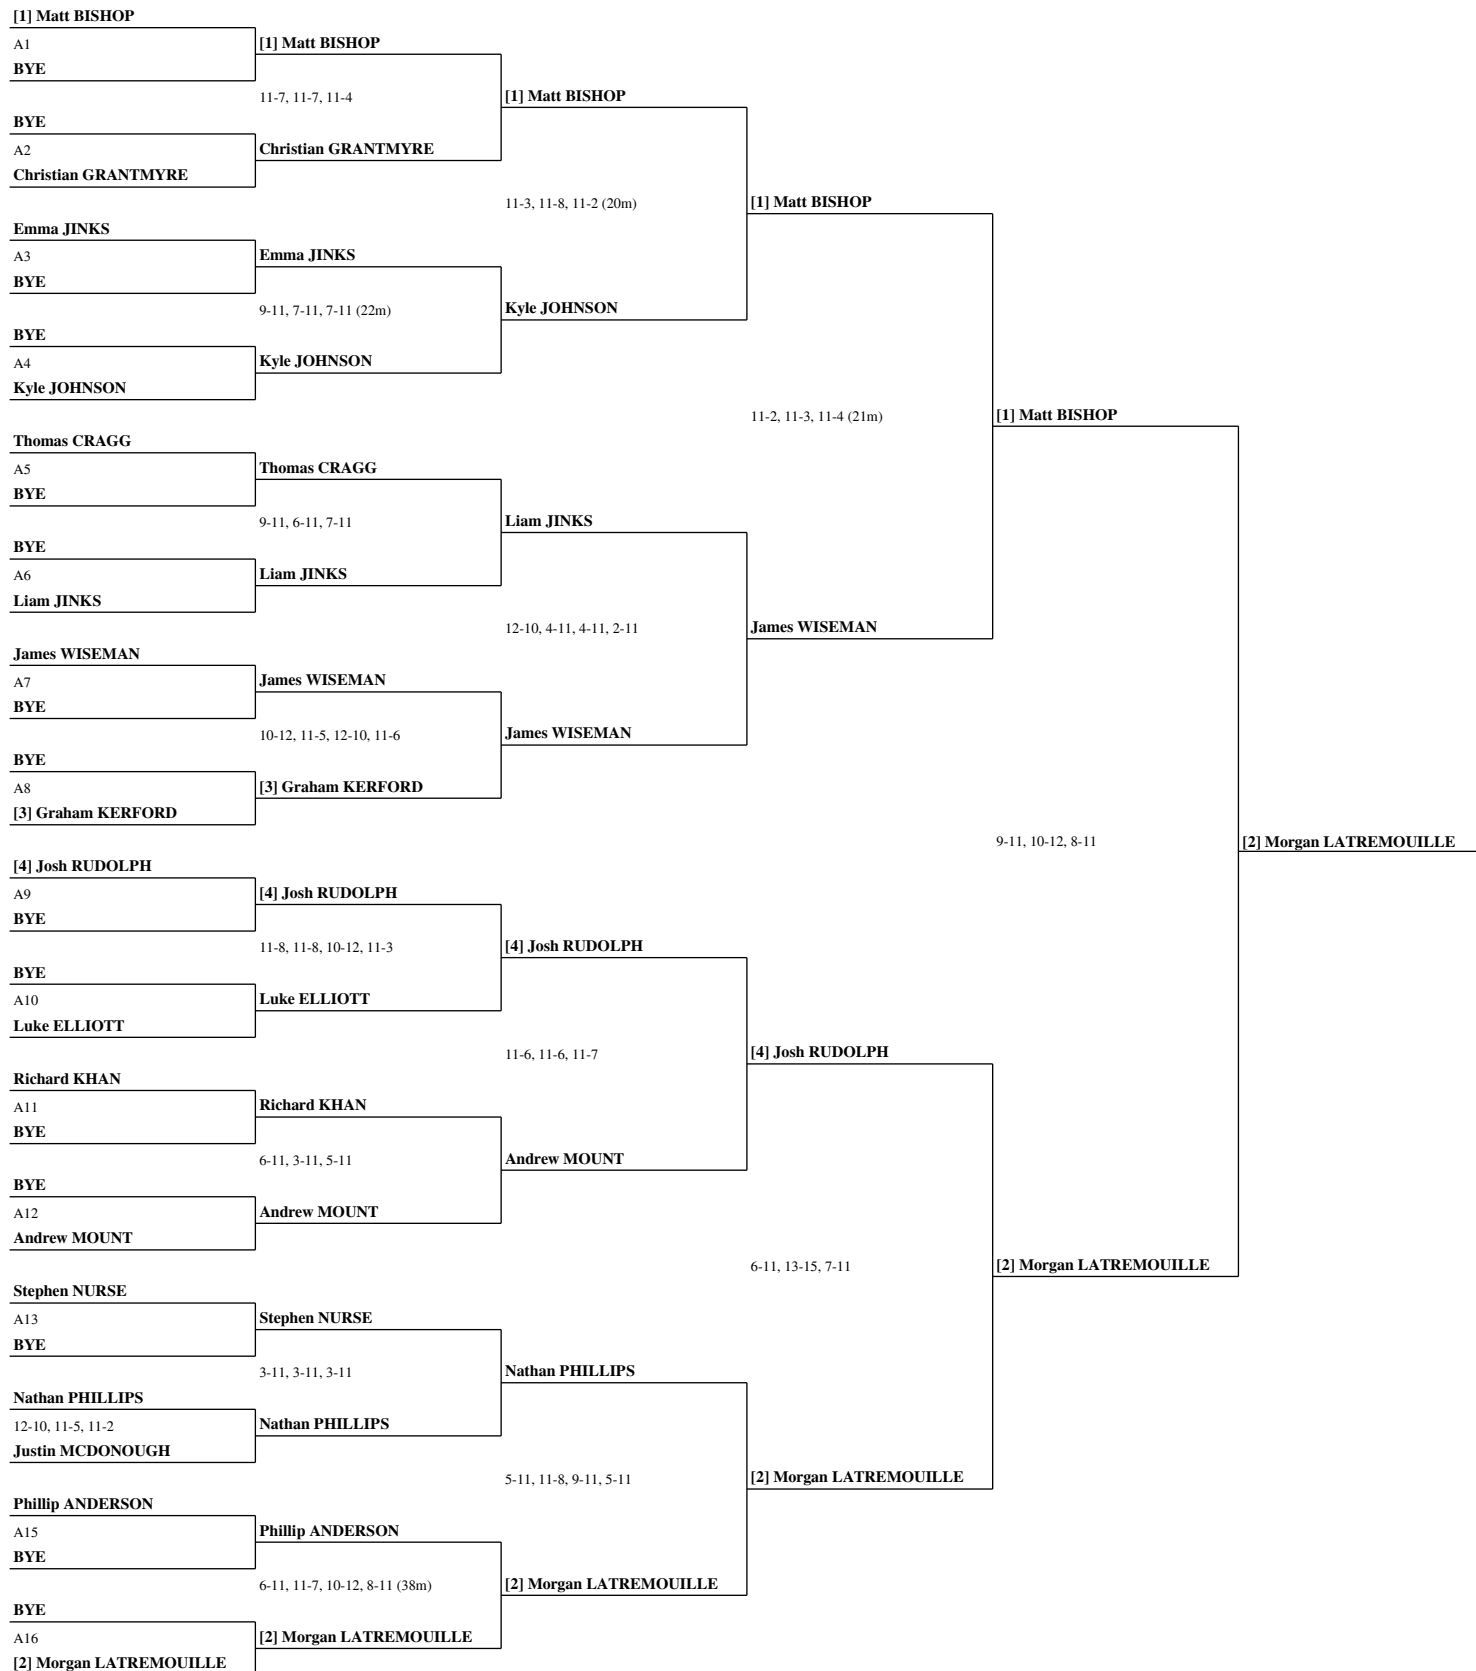 [1] Matt BISHOP
A1
[1] Matt BISHOP
BYE
11-7, 11-7, 11-4
[1] Matt BISHOP
BYE
A2
Christian GRANTMYRE
Christian GRANTMYRE
11-3, 11-8, 11-2 (20m)
[1] Matt BISHOP
Emma JINKS
A3
Emma JINKS
BYE
9-11, 7-11, 7-11 (22m)
Kyle JOHNSON
BYE
A4
Kyle JOHNSON
Kyle JOHNSON
11-2, 11-3, 11-4 (21m)
[1] Matt BISHOP
Thomas CRAGG
A5
Thomas CRAGG
BYE
9-11, 6-11, 7-11
Liam JINKS
BYE
A6
Liam JINKS
Liam JINKS
12-10, 4-11, 4-11, 2-11
James WISEMAN
James WISEMAN
A7
James WISEMAN
BYE
10-12, 11-5, 12-10, 11-6
James WISEMAN
BYE
A8
[3] Graham KERFORD
[3] Graham KERFORD
9-11, 10-12, 8-11
[2] Morgan LATREMOUILLE
[4] Josh RUDOLPH
A9
[4] Josh RUDOLPH
BYE
11-8, 11-8, 10-12, 11-3
[4] Josh RUDOLPH
BYE
A10
Luke ELLIOTT
Luke ELLIOTT
11-6, 11-6, 11-7
[4] Josh RUDOLPH
Richard KHAN
A11
Richard KHAN
BYE
6-11, 3-11, 5-11
Andrew MOUNT
BYE
A12
Andrew MOUNT
Andrew MOUNT
6-11, 13-15, 7-11
[2] Morgan LATREMOUILLE
Stephen NURSE
A13
Stephen NURSE
BYE
3-11, 3-11, 3-11
Nathan PHILLIPS
Nathan PHILLIPS
12-10, 11-5, 11-2
Nathan PHILLIPS
Justin MCDONOUGH
5-11, 11-8, 9-11, 5-11
[2] Morgan LATREMOUILLE
Phillip ANDERSON
A15
Phillip ANDERSON
BYE
6-11, 11-7, 10-12, 8-11 (38m)
[2] Morgan LATREMOUILLE
BYE
A16
[2] Morgan LATREMOUILLE
[2] Morgan LATREMOUILLE